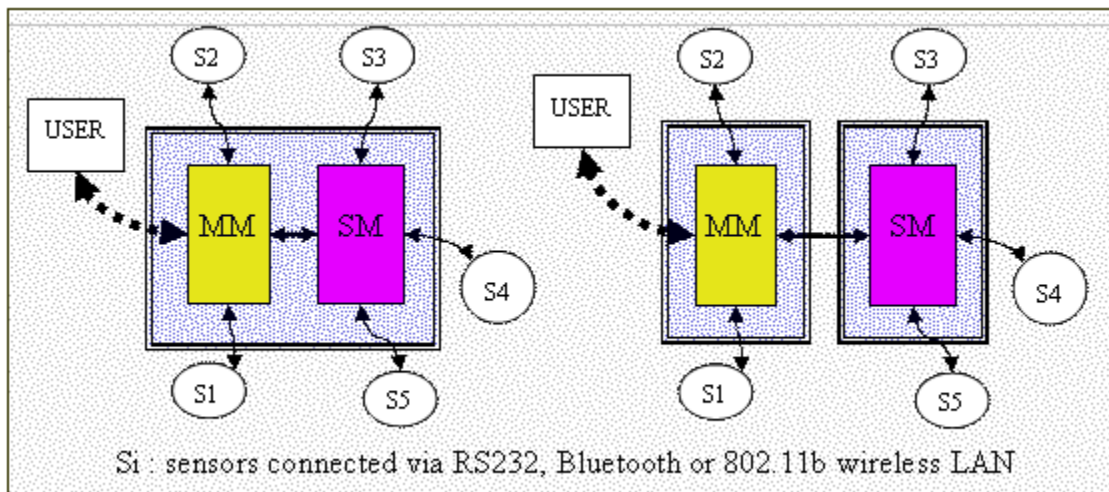 S2 S3 S2 S3
USER USER
MM SM MM SM
S4 S4
S1 S5 S1 S5
Si : sensors connected via RS232, Bluetooth or 802.11b wireless LAN